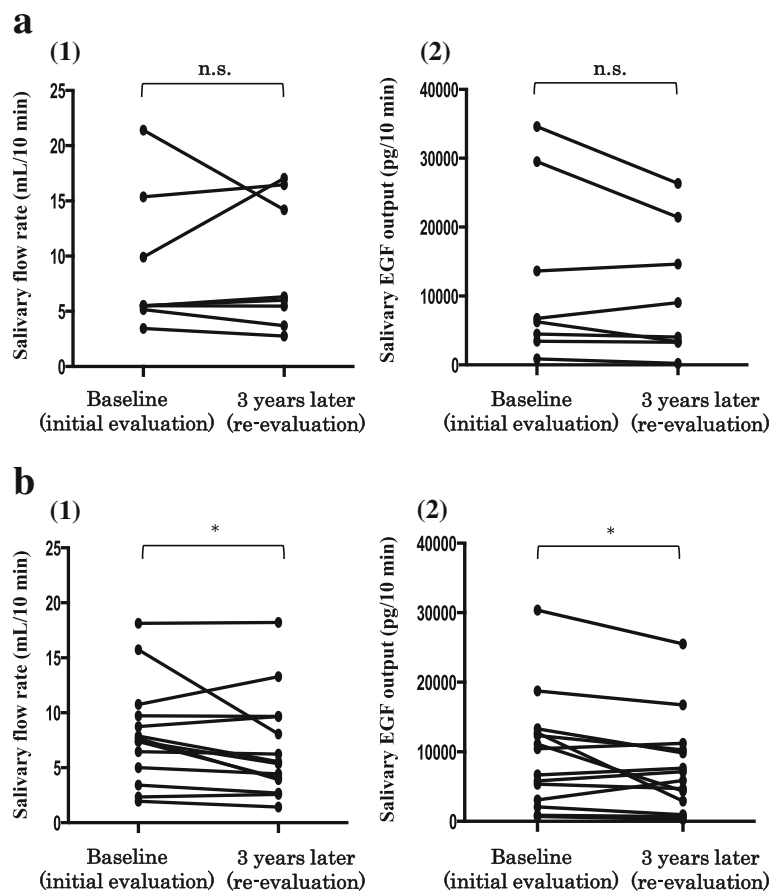 a
(1)
n.s.
Salivary flow rate (mL/10 min)
25
20
15
10
5
0
Baseline
(initial evaluation)
3 years later
(re-evaluation)
(2)
n.s.
Salivary EGF output (pg/10 min)
40000
30000
20000
10000
0
Baseline
(initial evaluation)
3 years later
(re-evaluation)
b
(1)
*
Salivary flow rate (mL/10 min)
25
20
15
10
5
0
Baseline
(initial evaluation)
3 years later
(re-evaluation)
(2)
*
Salivary EGF output (pg/10 min)
40000
30000
20000
10000
0
Baseline
(initial evaluation)
3 years later
(re-evaluation)